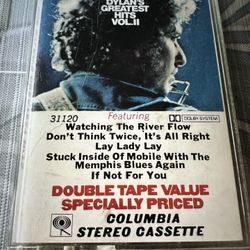 DYLAN'S GREATEST
HITS VOL.II
31120
Featuring
DOLBY SYSTEM
Watching The River Flow
Don't Think Twice, It's All Right
Lay Lady Lay
Stuck Inside Of Mobile With The
Memphis Blues Again
If Not For You
DOUBLE TAPE VALUE
SPECIALLY PRICED
COLUMBIA
STEREO CASSETTE